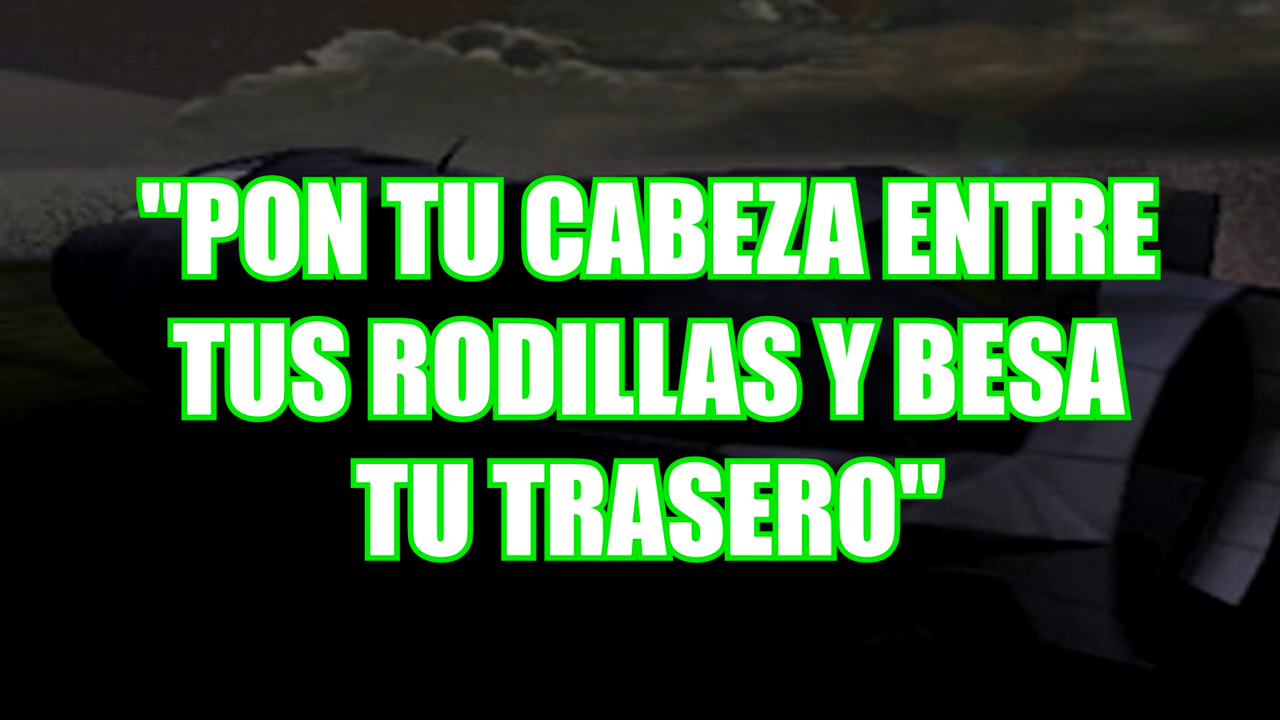 "PON TU CABEZA ENTRE
TUS RODILLAS Y BESA
TU TRASERO"